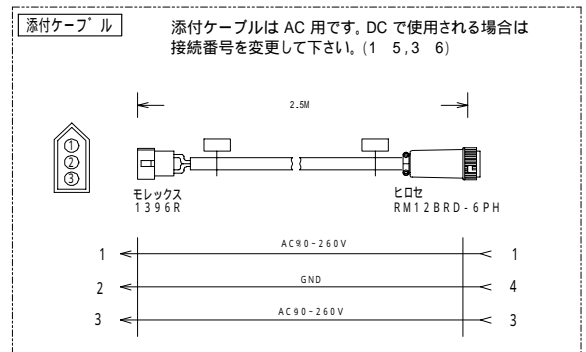 添付ケーブル
添付ケーブルは AC 用です。DC で使用される場合は
接続番号を変更して下さい。(1 5,3 6)
2.5M
①
②
③
モレックス
1396R
ヒロセ
RM12BRD-6PH
1 AC90-260V 1
2 GND 4
3 AC90-260V 3